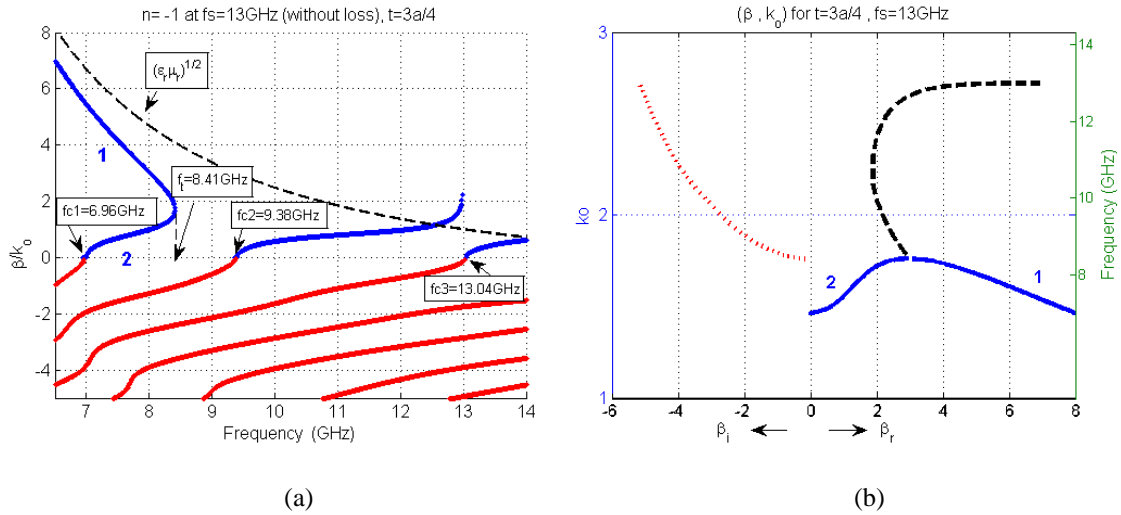 n= -1 at fs=13GHz (without loss), t=3a/4
8
6
4
2
0
-2
-4
β/kₒ
(εᵣμᵣ)^1/2
1
fₜ=8.41GHz
fc1=6.96GHz
fc2=9.38GHz
2
fc3=13.04GHz
7 8 9 10 11 12 13 14
Frequency (GHz)
(a)
(β , kₒ) for t=3a/4 , fs=13GHz
3
2
1
ko
14
12
10
8
Frequency (GHz)
2
1
-6 -4 -2 0 2 4 6 8
βᵢ
βᵣ
(b)